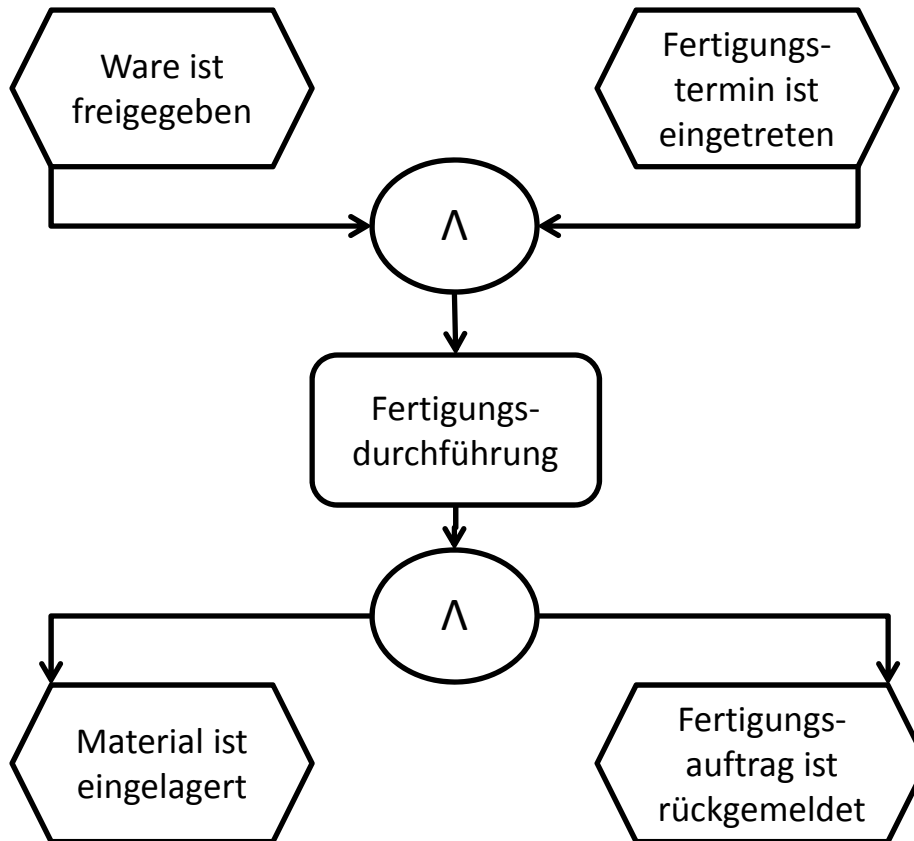 Ware ist
freigegeben
Fertigungs-
termin ist
eingetreten
Λ
Fertigungs-
durchführung
Λ
Material ist
eingelagert
Fertigungs-
auftrag ist
rückgemeldet